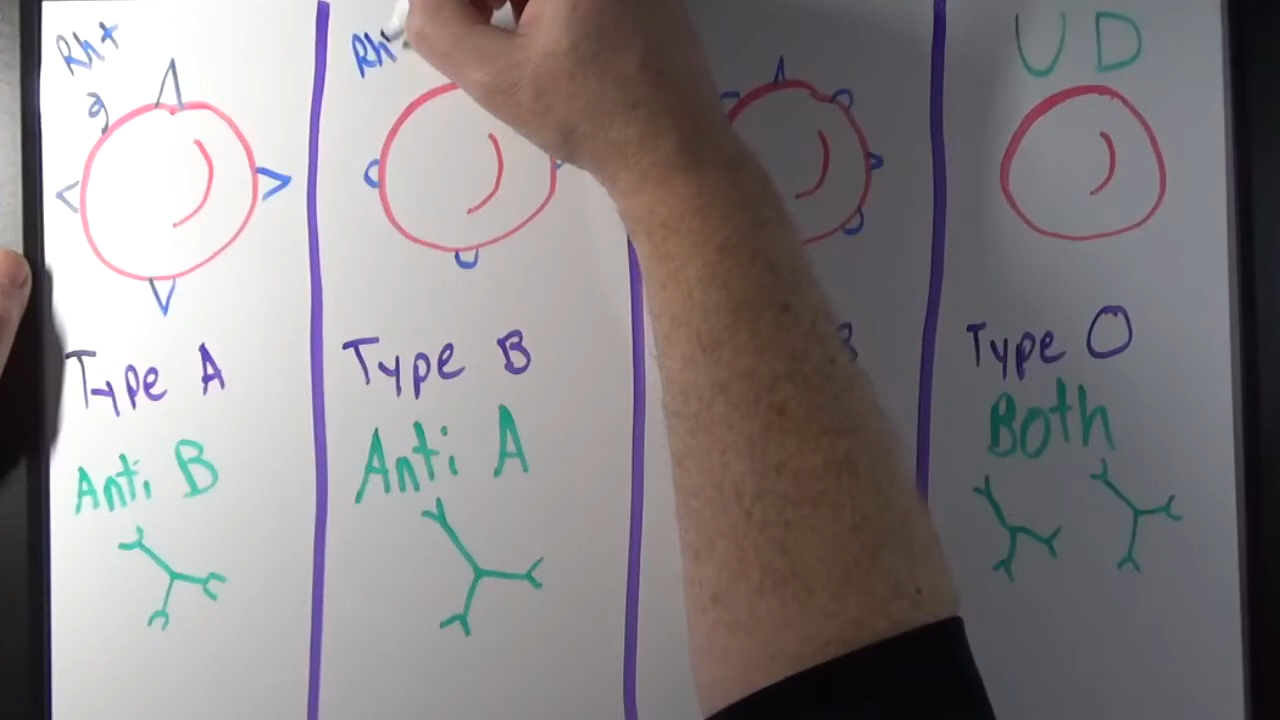 Rh+
Type A
Anti B
Rh
Type B
Anti A
B
UD
Type O
Both